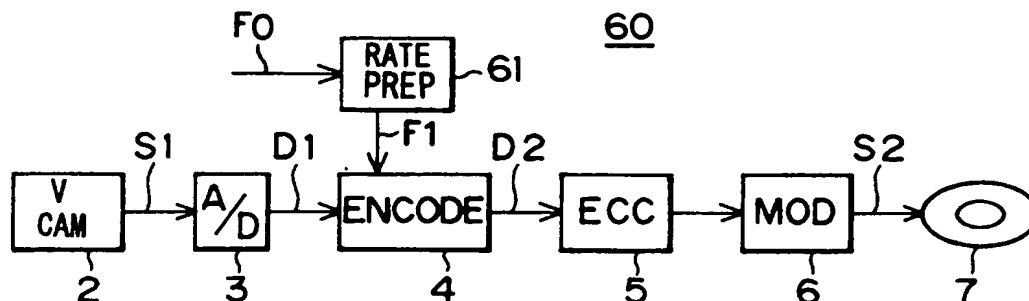 60
F0
RATE
PREP
61
F1
S1
D1
D2
S2
V
CAM
A/D
ENCODE
ECC
MOD
2
3
4
5
6
7